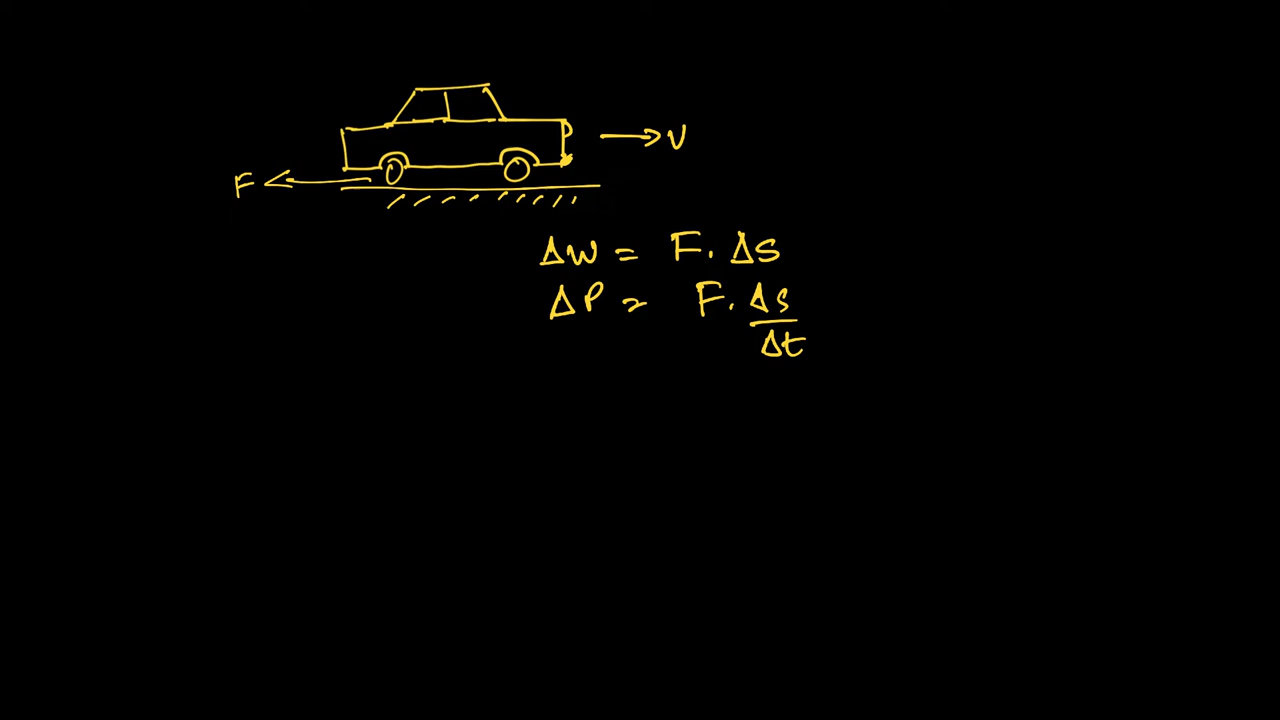 V
F
Δw = F. Δs
ΔP = F. Δs/Δt